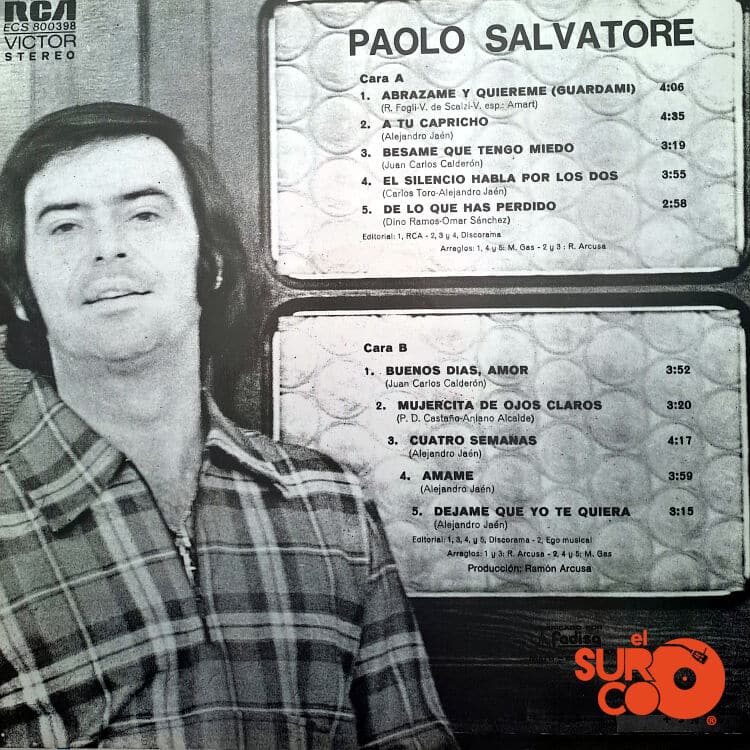 RCA
ECS 800398
VICTOR
STEREO
PAOLO SALVATORE
Cara A
1. ABRAZAME Y QUIEREME (GUARDAMI) 4:06
(R. Fogli-V. de Scalzi-V. esp.: Amart)
2. A TU CAPRICHO 4:35
(Alejandro Jaén)
3. BESAME QUE TENGO MIEDO 3:19
(Juan Carlos Calderón)
4. EL SILENCIO HABLA POR LOS DOS 3:55
(Carlos Toro-Alejandro Jaén)
5. DE LO QUE HAS PERDIDO 2:58
(Dino Ramos-Omar Sánchez)
Editorial: 1, RCA - 2, 3 y 4, Discorama
Arreglos: 1, 4 y 5: M. Gas - 2 y 3 : R. Arcusa
Cara B
1. BUENOS DIAS, AMOR 3:52
(Juan Carlos Calderón)
2. MUJERCITA DE OJOS CLAROS 3:20
(P. D. Castaño-Aniano Alcalde)
3. CUATRO SEMANAS 4:17
(Alejandro Jaén)
4. AMAME 3:59
(Alejandro Jaén)
5. DEJAME QUE YO TE QUIERA 3:15
(Alejandro Jaén)
Editorial: 1, 3, 4, y 5, Discorama - 2, Ego musical
Arreglos: 1 y 3: R. Arcusa - 2, 4 y 5: M. Gas
Producción: Ramón Arcusa
fadisa
el
SURCO
®